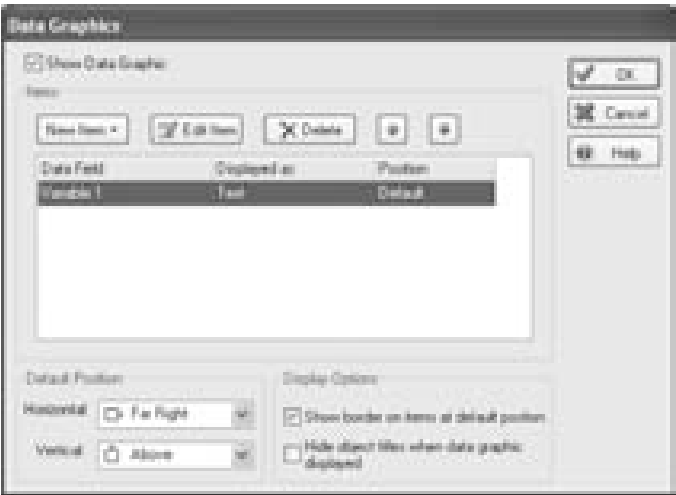 Data Graphics
Show Data Graphic
OK
Items
Cancel
New Item
Edit Item
Delete
Help
Data Field Displayed as Position
Variable 1 Text Default
Default Position
Display Options
Horizontal Far Right
Show border on items at default position
Vertical Above
Hide object titles when data graphic
displayed